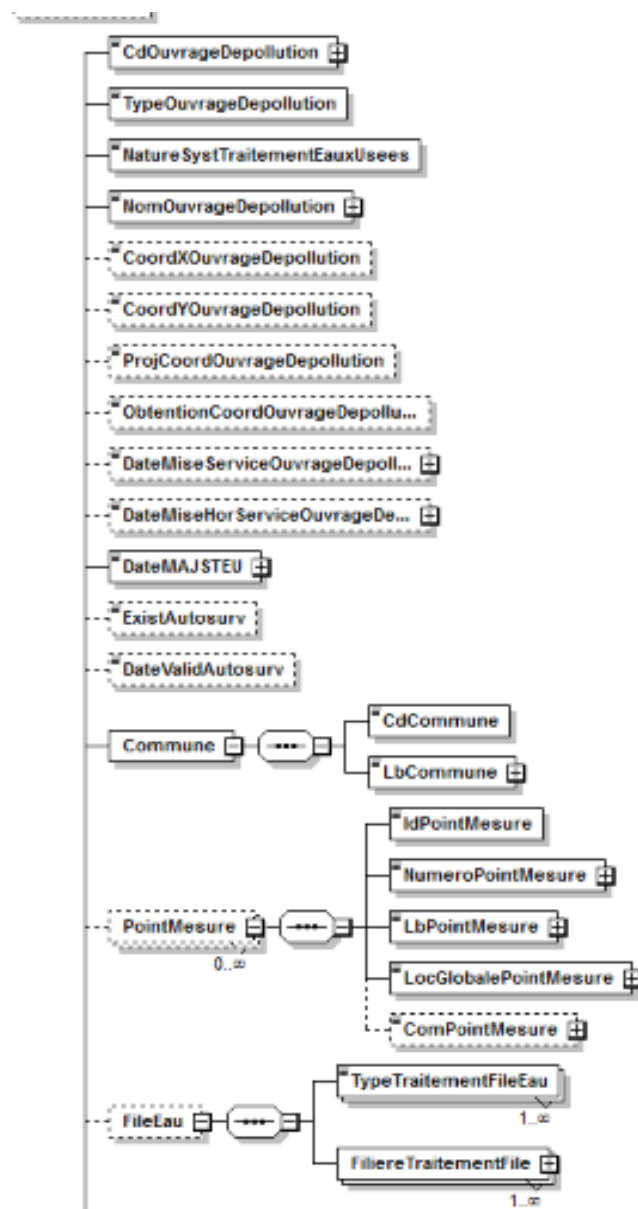 CdOuvrageDepollution
TypeOuvrageDepollution
NatureSystTraitementEauxUsees
NomOuvrageDepollution
CoordXOuvrageDepollution
CoordYOuvrageDepollution
ProjCoordOuvrageDepollution
ObtentionCoordOuvrageDepollu...
DateMiseServiceOuvrageDepoll...
DateMiseHorServiceOuvrageDe...
DateMAJSTEU
ExistAutosurv
DateValidAutosurv
Commune
CdCommune
LbCommune
PointMesure
0..∞
IdPointMesure
NumeroPointMesure
LbPointMesure
LocGlobalePointMesure
ComPointMesure
FileEau
TypeTraitementFileEau
1..∞
FiliereTraitementFile
1..∞